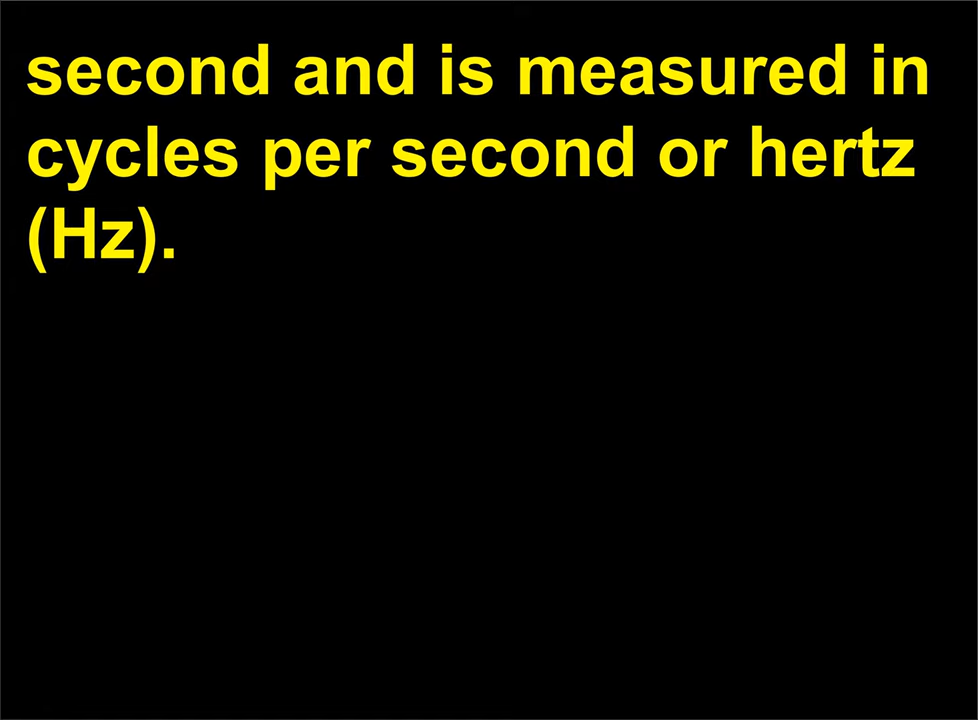 second and is measured in
cycles per second or hertz
(Hz).